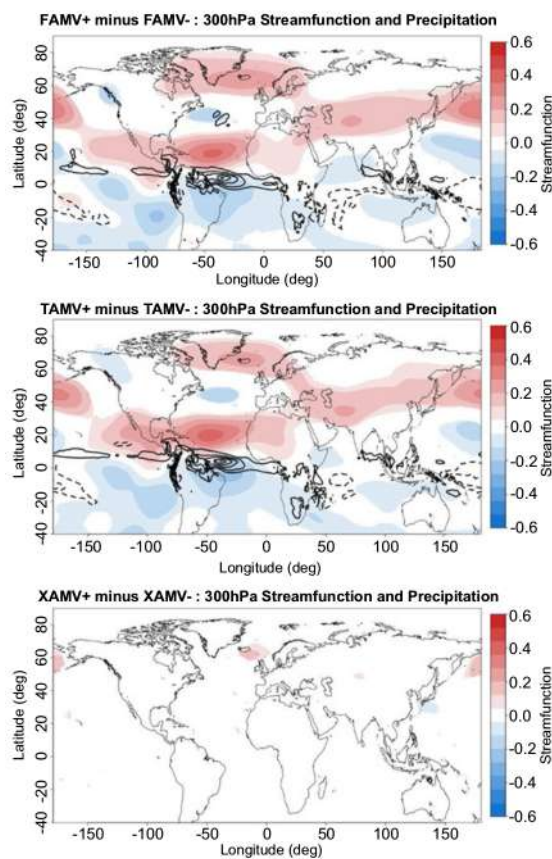 FAMV+ minus FAMV- : 300hPa Streamfunction and Precipitation
80
60
40
20
0
-20
-40
Latitude (deg)
-150 -100 -50 0 50 100 150
Longitude (deg)
0.6
0.4
0.2
0.0
-0.2
-0.4
-0.6
Streamfunction
TAMV+ minus TAMV- : 300hPa Streamfunction and Precipitation
80
60
40
20
0
-20
-40
Latitude (deg)
-150 -100 -50 0 50 100 150
Longitude (deg)
0.6
0.4
0.2
0.0
-0.2
-0.4
-0.6
Streamfunction
XAMV+ minus XAMV- : 300hPa Streamfunction and Precipitation
80
60
40
20
0
-20
-40
Latitude (deg)
-150 -100 -50 0 50 100 150
Longitude (deg)
0.6
0.4
0.2
0.0
-0.2
-0.4
-0.6
Streamfunction